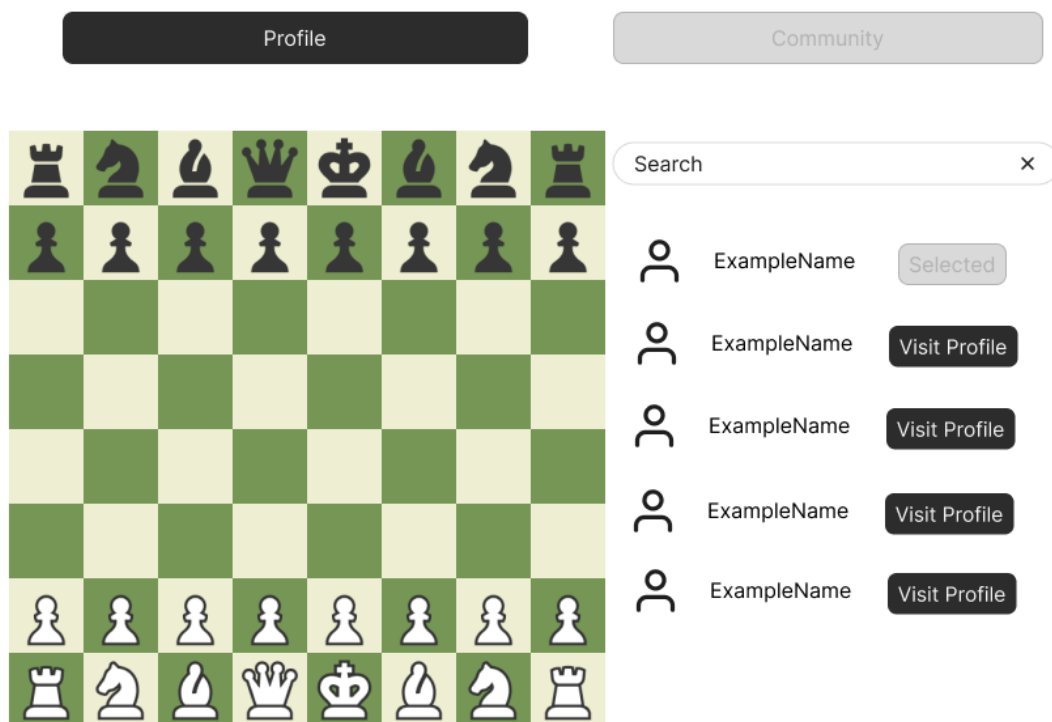 Profile
Community
Search
ExampleName
Selected
ExampleName
Visit Profile
ExampleName
Visit Profile
ExampleName
Visit Profile
ExampleName
Visit Profile